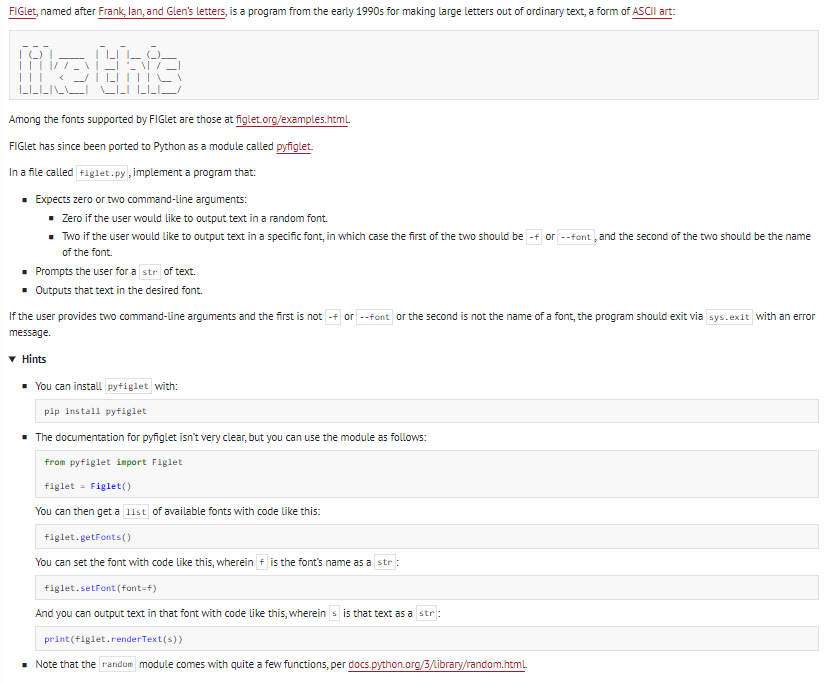 FIGlet, named after Frank, Ian, and Glen's letters, is a program from the early 1990s for making large letters out of ordinary text, a form of ASCII art:
like this
Among the fonts supported by FIGlet are those at figlet.org/examples.html.
FIGlet has since been ported to Python as a module called pyfiglet.
In a file called figlet.py, implement a program that:
Expects zero or two command-line arguments:
Zero if the user would like to output text in a random font.
Two if the user would like to output text in a specific font, in which case the first of the two should be -f or --font, and the second of the two should be the name
of the font.
Prompts the user for a str of text.
Outputs that text in the desired font.
If the user provides two command-line arguments and the first is not -f or --font or the second is not the name of a font, the program should exit via sys.exit with an error
message.
▼ Hints
You can install pyfiglet with:
pip install pyfiglet
The documentation for pyfiglet isn't very clear, but you can use the module as follows:
from pyfiglet import Figlet
figlet = Figlet()
You can then get a list of available fonts with code like this:
figlet.getFonts()
You can set the font with code like this, wherein f is the font's name as a str:
figlet.setFont(font=f)
And you can output text in that font with code like this, wherein s is that text as a str:
print(figlet.renderText(s))
Note that the random module comes with quite a few functions, per docs.python.org/3/library/random.html.